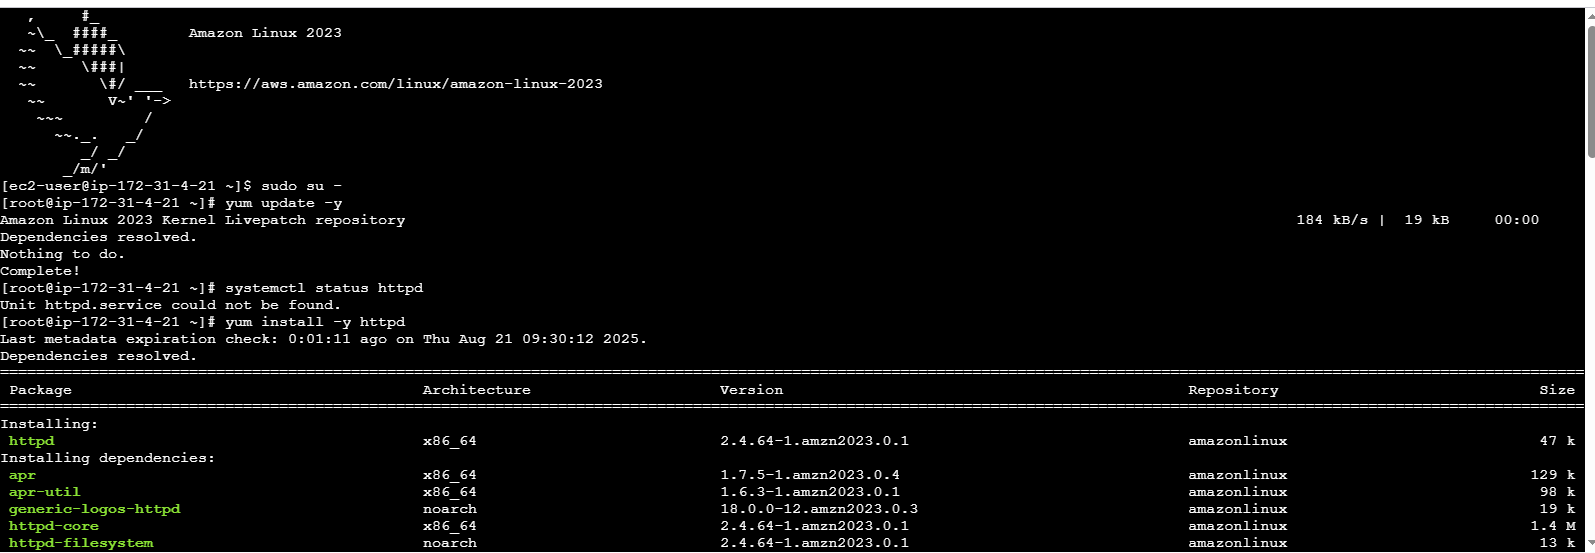 ,     #_
   ~\_  ####_        Amazon Linux 2023
  ~~  \_#####\
  ~~     \###|
  ~~       \#/ ___   https://aws.amazon.com/linux/amazon-linux-2023
   ~~       V~' '->
    ~~~         /
      ~~._.   _/
         _/ _/
       _/m/'
[ec2-user@ip-172-31-4-21 ~]$ sudo su -
[root@ip-172-31-4-21 ~]# yum update -y
Amazon Linux 2023 Kernel Livepatch repository 184 kB/s | 19 kB 00:00
Dependencies resolved.
Nothing to do.
Complete!
[root@ip-172-31-4-21 ~]# systemctl status httpd
Unit httpd.service could not be found.
[root@ip-172-31-4-21 ~]# yum install -y httpd
Last metadata expiration check: 0:01:11 ago on Thu Aug 21 09:30:12 2025.
Dependencies resolved.
Package Architecture Version Repository Size
Installing:
httpd x86_64 2.4.64-1.amzn2023.0.1 amazonlinux 47 k
Installing dependencies:
apr x86_64 1.7.5-1.amzn2023.0.4 amazonlinux 129 k
apr-util x86_64 1.6.3-1.amzn2023.0.1 amazonlinux 98 k
generic-logos-httpd noarch 18.0.0-12.amzn2023.0.3 amazonlinux 19 k
httpd-core x86_64 2.4.64-1.amzn2023.0.1 amazonlinux 1.4 M
httpd-filesystem noarch 2.4.64-1.amzn2023.0.1 amazonlinux 13 k